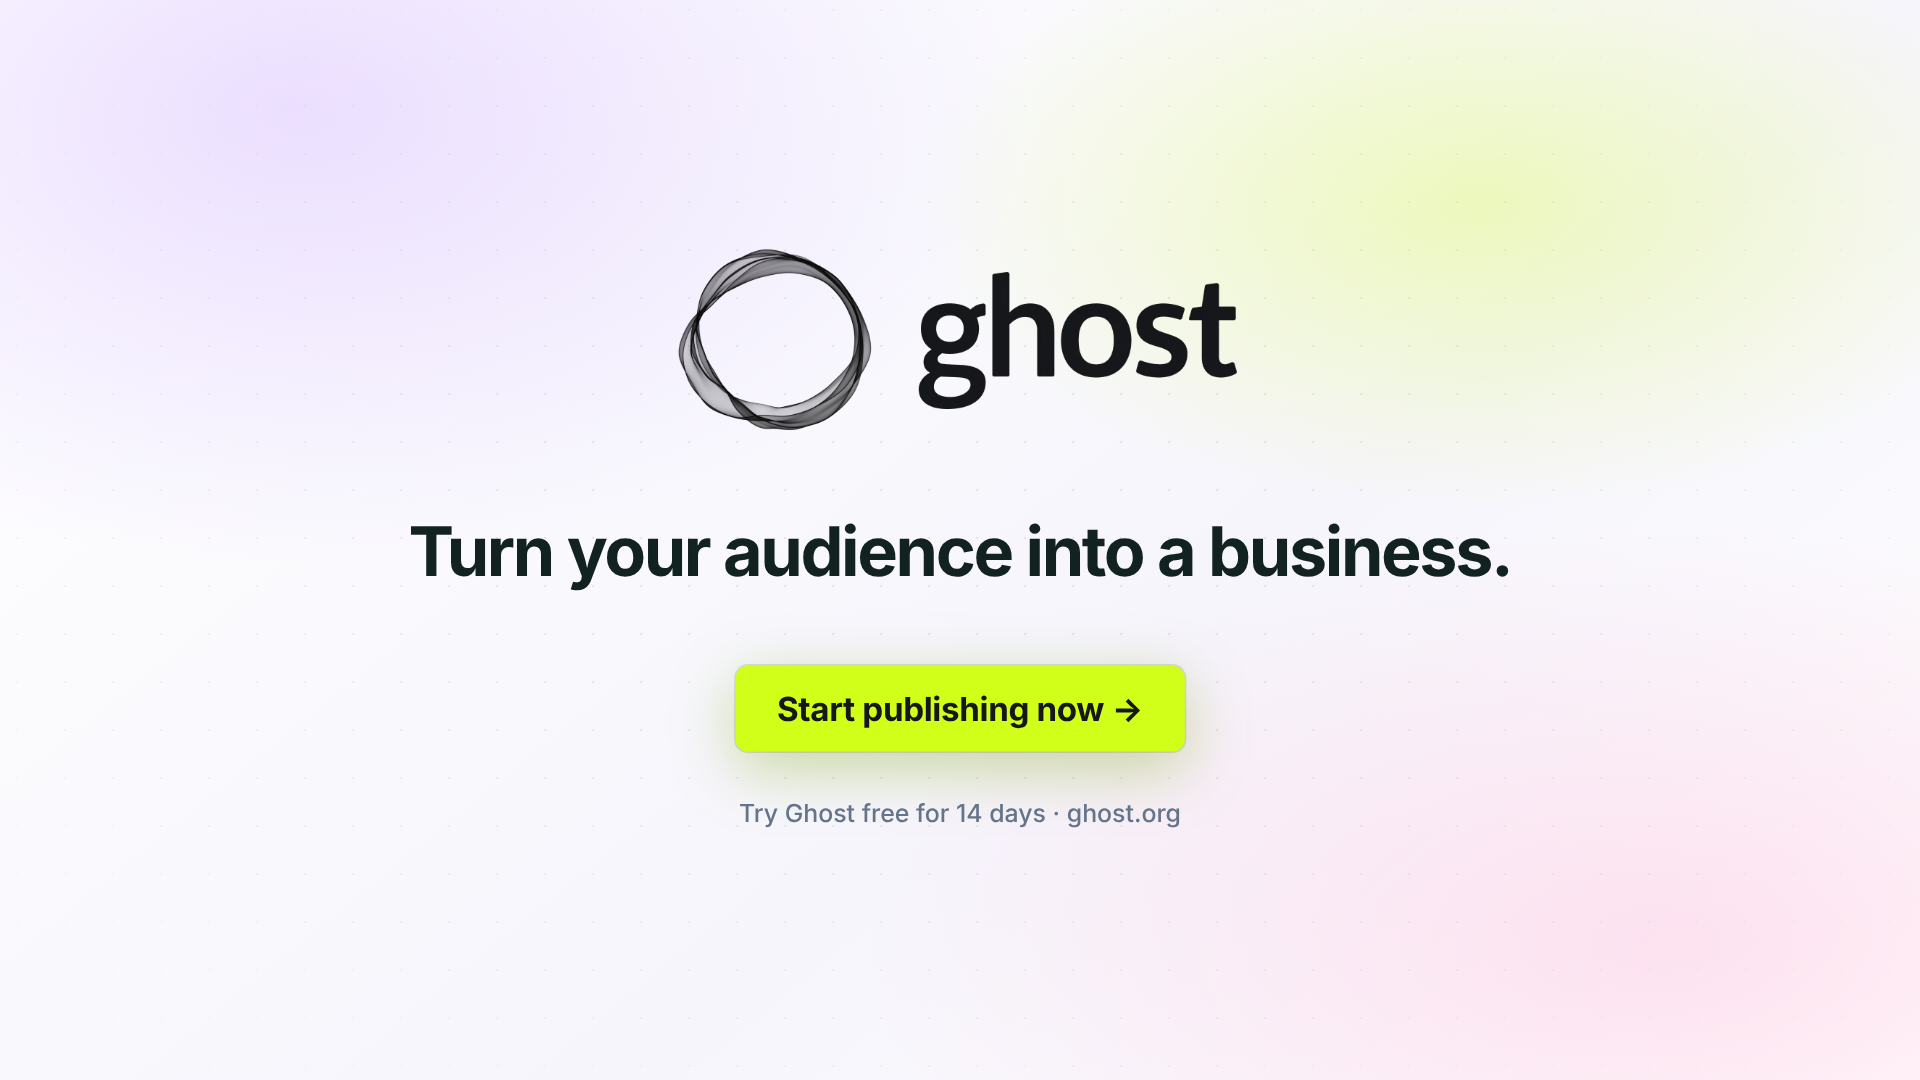 ghost
Turn your audience into a business.
Start publishing now →
Try Ghost free for 14 days · ghost.org